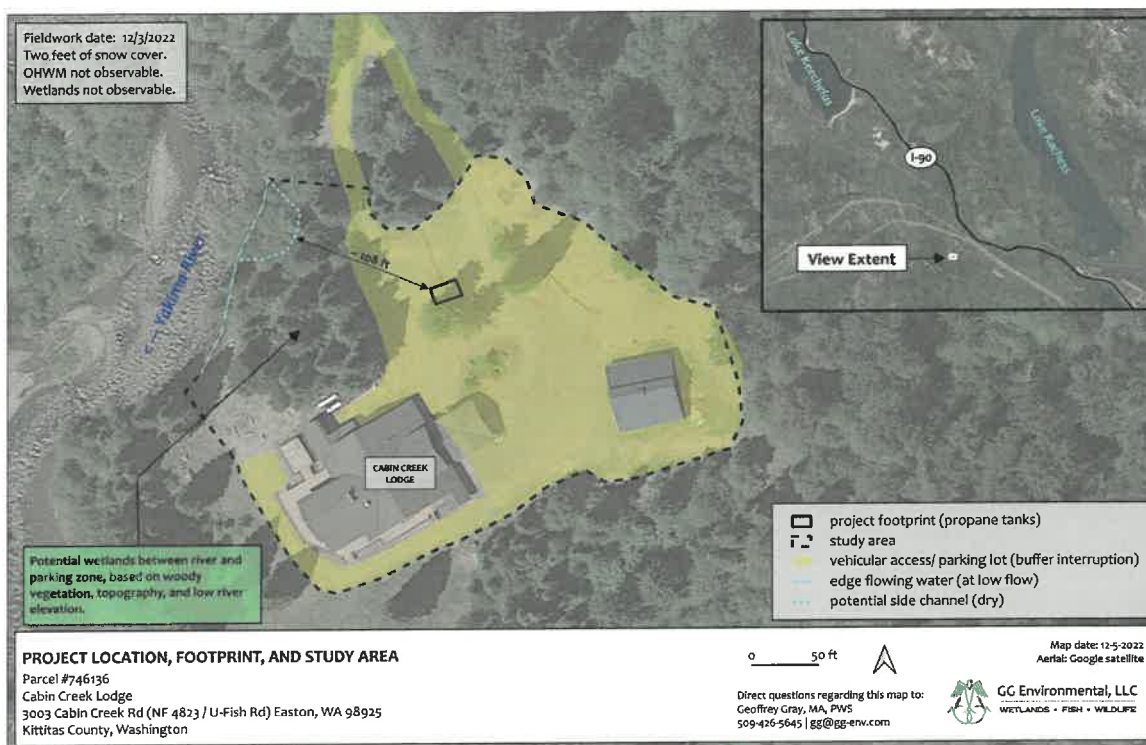 Fieldwork date: 12/3/2022
Two feet of snow cover.
OHWM not observable.
Wetlands not observable.
Lake Keechelus
Lake Kachess
I-90
View Extent
<--- Yakima River
~ 108 ft
CABIN CREEK
LODGE
Potential wetlands between river and
parking zone, based on woody
vegetation, topography, and low river
elevation.
project footprint (propane tanks)
study area
vehicular access/ parking lot (buffer interruption)
edge flowing water (at low flow)
potential side channel (dry)
PROJECT LOCATION, FOOTPRINT, AND STUDY AREA
Parcel #746136
Cabin Creek Lodge
3003 Cabin Creek Rd (NF 4823 / U-Fish Rd) Easton, WA 98925
Kittitas County, Washington
0 50 ft
Direct questions regarding this map to:
Geoffrey Gray, MA, PWS
509-426-5645 | gg@gg-env.com
Map date: 12-5-2022
Aerial: Google satellite
GG Environmental, LLC
WETLANDS • FISH • WILDLIFE